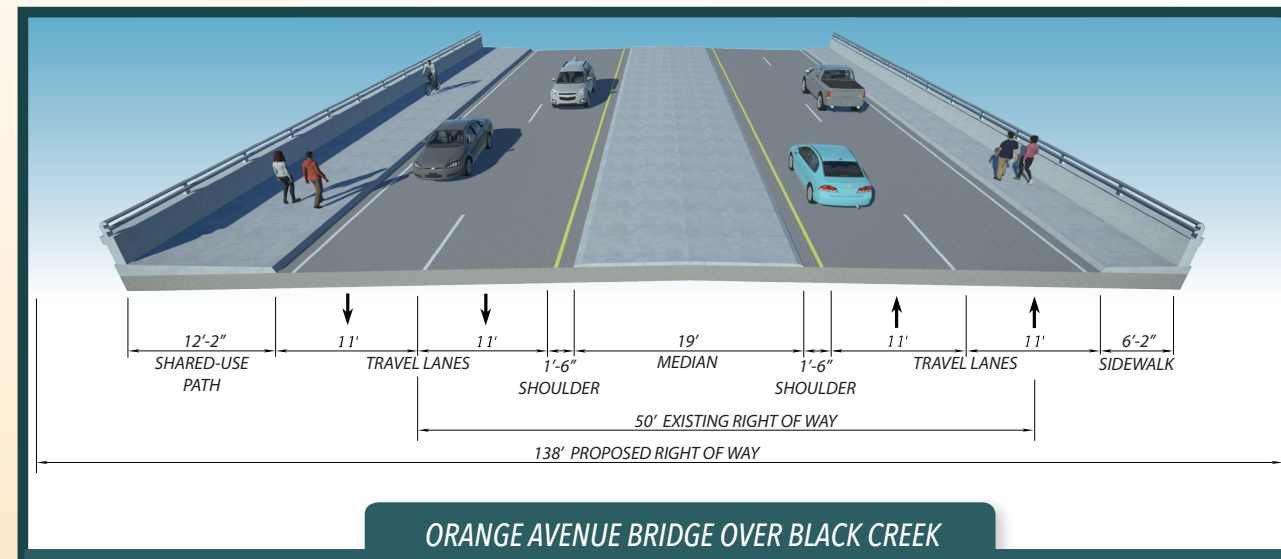 12’-2” 11' 11' 19’ 11' 11' 6’-2”
SHARED-USE TRAVEL LANES 1’-6” MEDIAN 1’-6” TRAVEL LANES SIDEWALK
PATH SHOULDER SHOULDER
50’ EXISTING RIGHT OF WAY
138’ PROPOSED RIGHT OF WAY
ORANGE AVENUE BRIDGE OVER BLACK CREEK